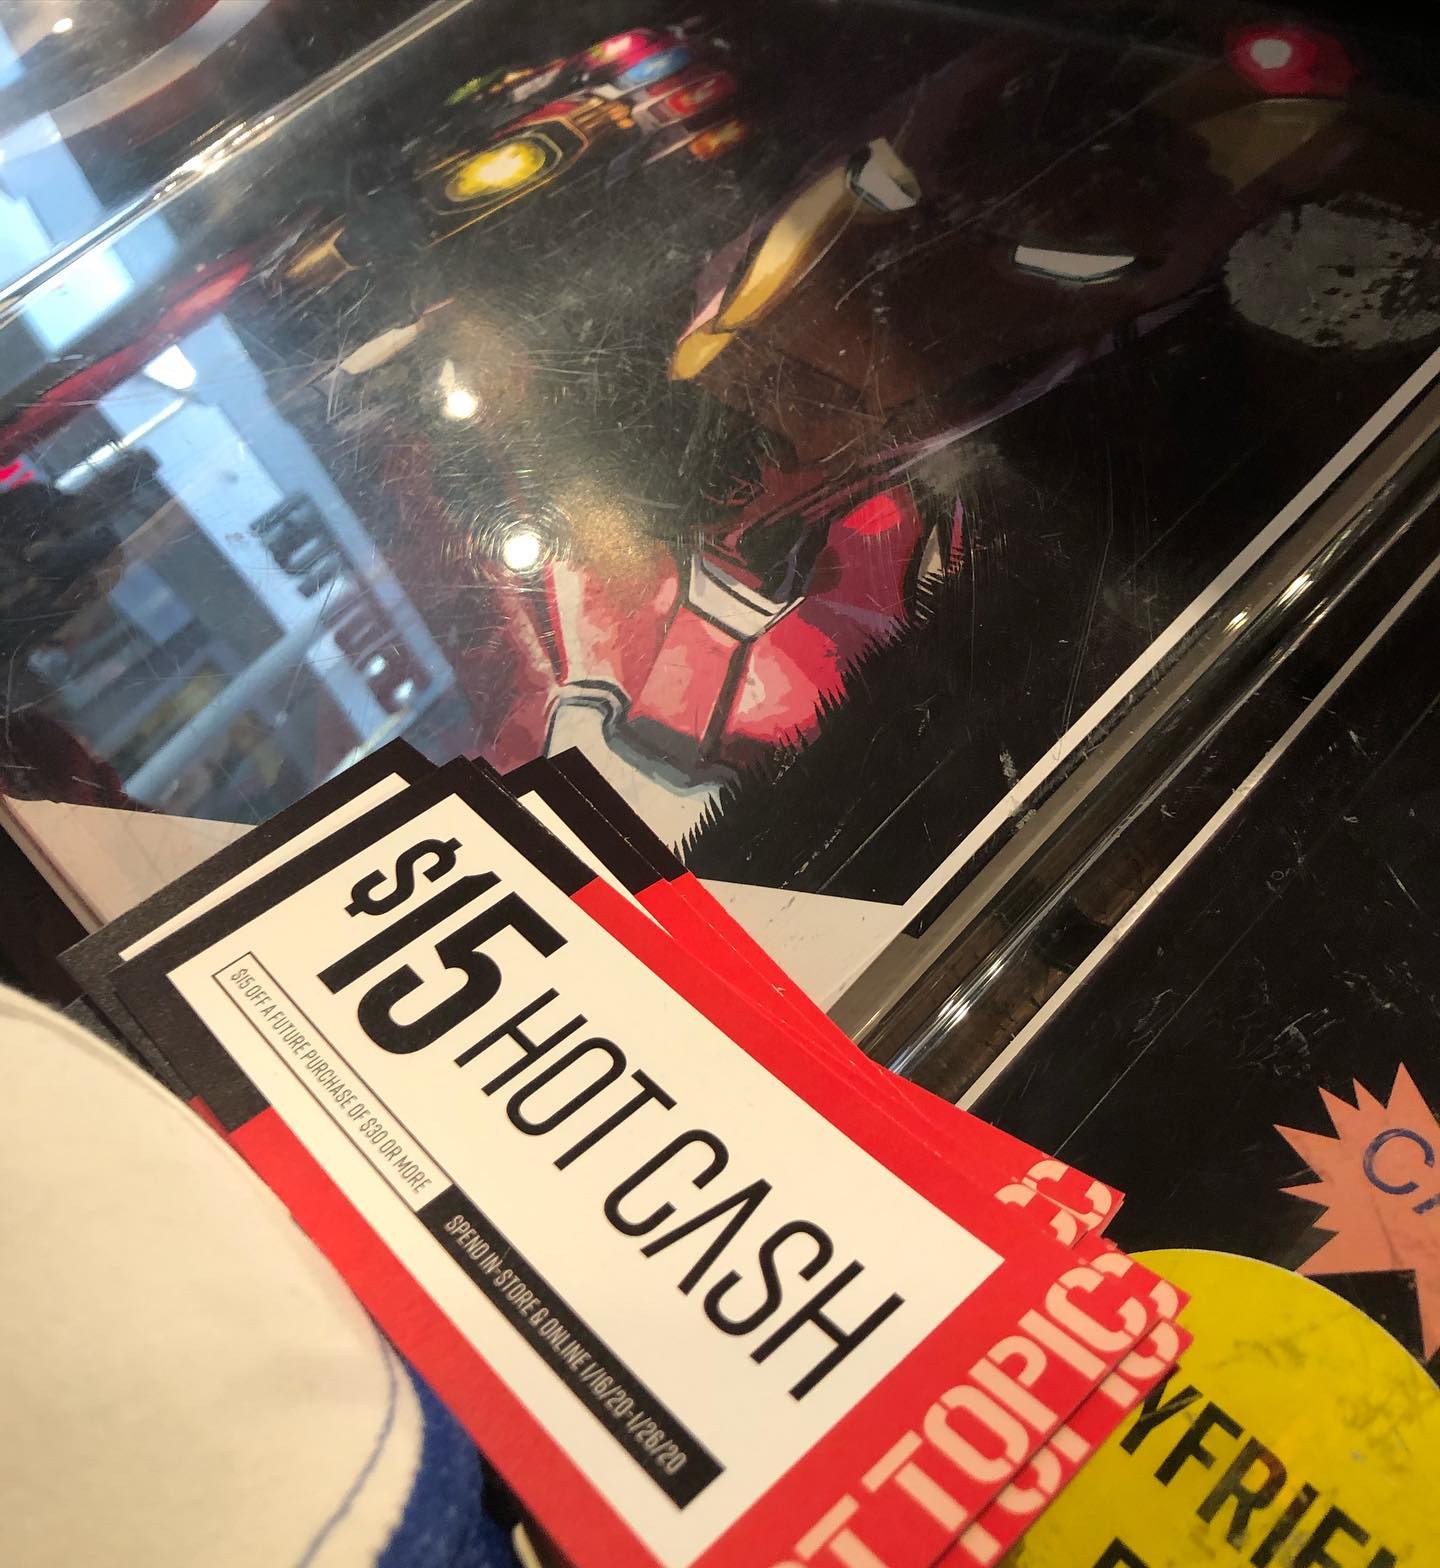 $15 HOT CASH
$15 OFF A FUTURE PURCHASE OF $30 OR MORE
SPEND IN-STORE & ONLINE 1/16/20-1/26/20
TOPIC